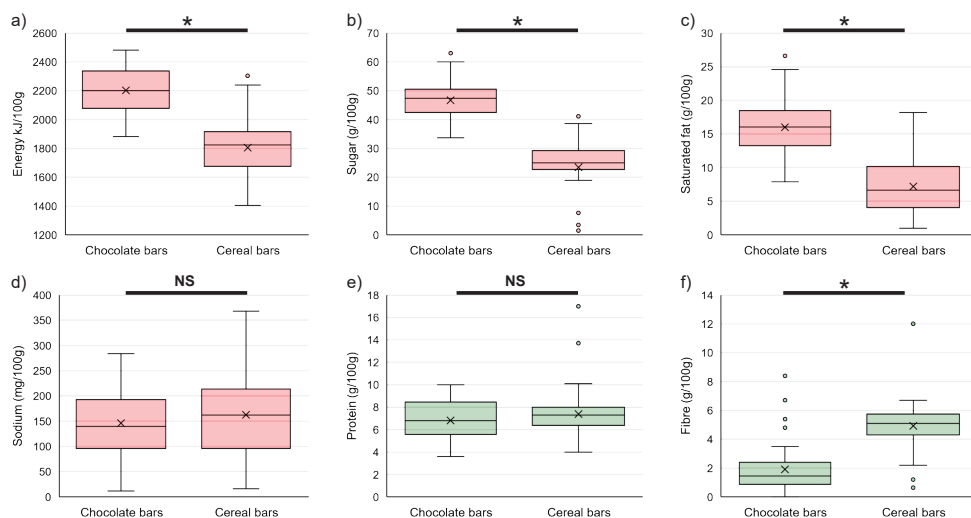 a)
*
Energy kJ/100g
2600
2400
2200
2000
1800
1600
1400
1200
Chocolate bars
Cereal bars
b)
*
Sugar (g/100g)
70
60
50
40
30
20
10
0
Chocolate bars
Cereal bars
c)
*
Saturated fat (g/100g)
30
25
20
15
10
5
0
Chocolate bars
Cereal bars
d)
NS
Sodium (mg/100g)
400
350
300
250
200
150
100
50
0
Chocolate bars
Cereal bars
e)
NS
Protein (g/100g)
18
16
14
12
10
8
6
4
2
0
Chocolate bars
Cereal bars
f)
*
Fibre (g/100g)
14
12
10
8
6
4
2
0
Chocolate bars
Cereal bars